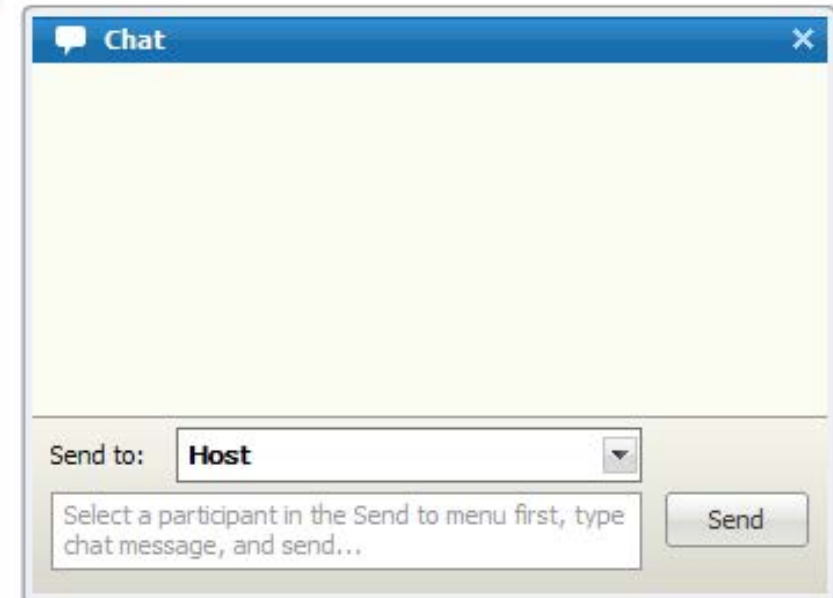 Chat
Send to: Host
Select a participant in the Send to menu first, type
chat message, and send...
Send